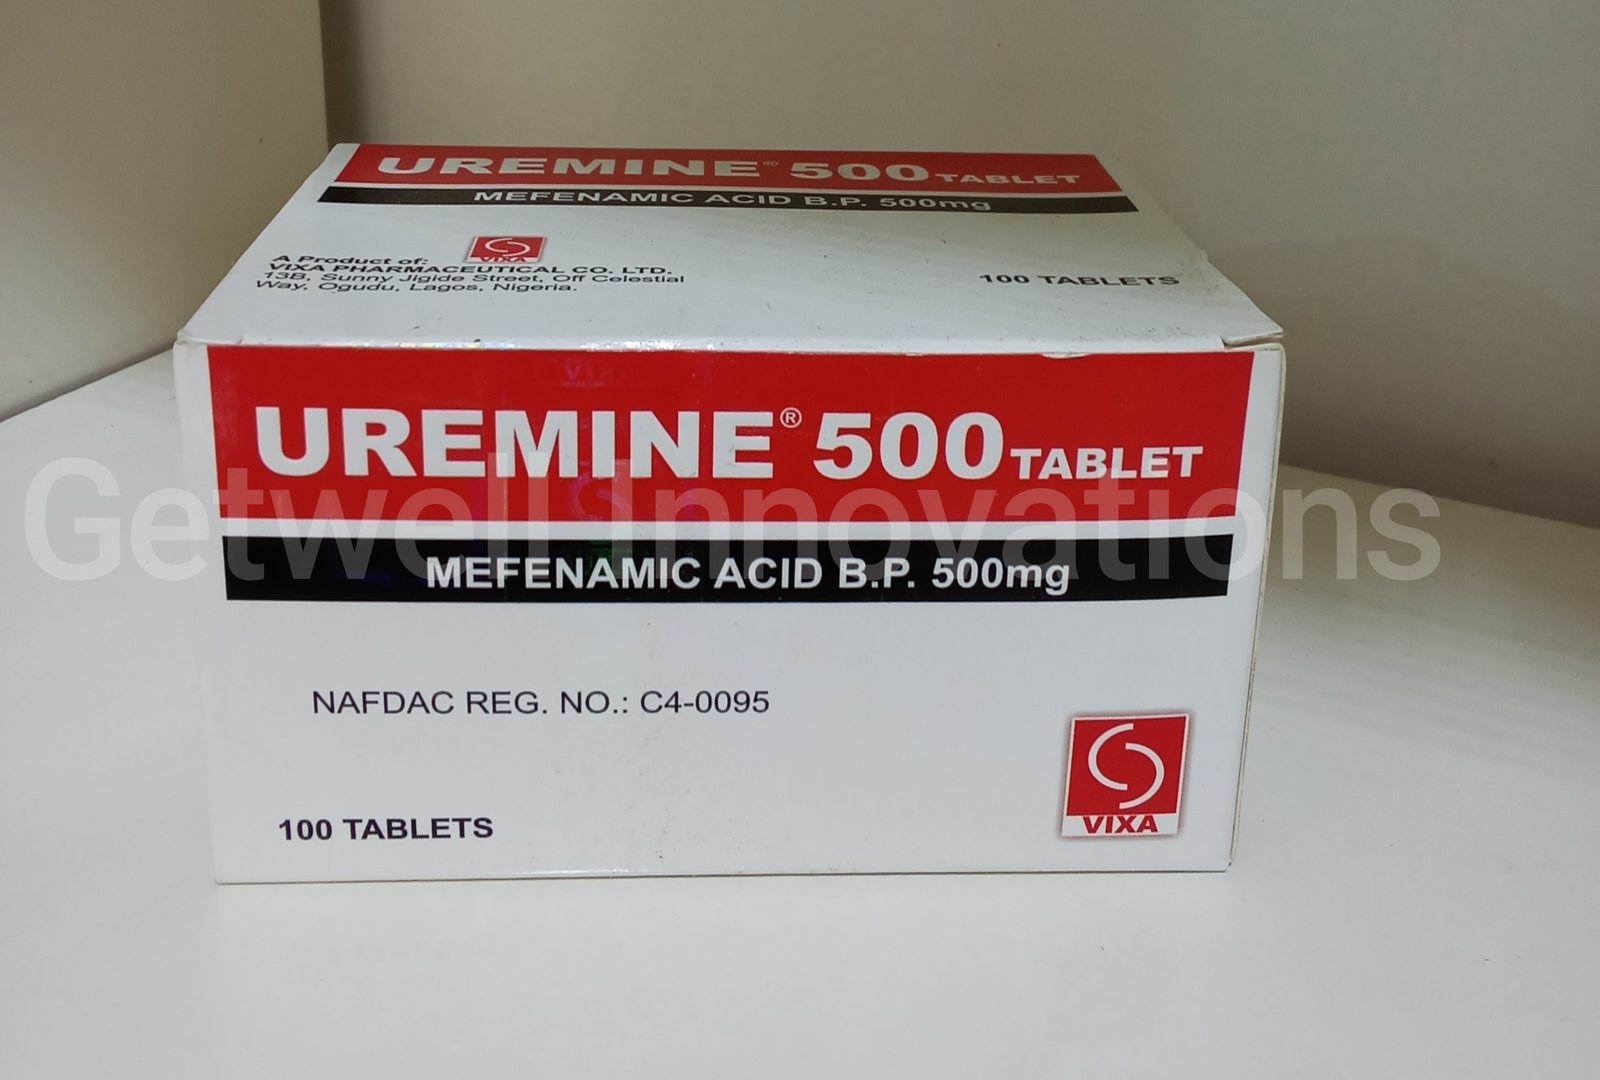 UREMINE® 500 TABLET
MEFENAMIC ACID B.P. 500mg
A Product of:
VIXA
VIXA PHARMACEUTICAL CO. LTD.
13B, Sunny Jigide Street, Off Celestial
Way, Ogudu, Lagos, Nigeria.
100 TABLETS
VIXA
UREMINE® 500 TABLET
Getwell Innovations
MEFENAMIC ACID B.P. 500mg
NAFDAC REG. NO.: C4-0095
100 TABLETS
VIXA